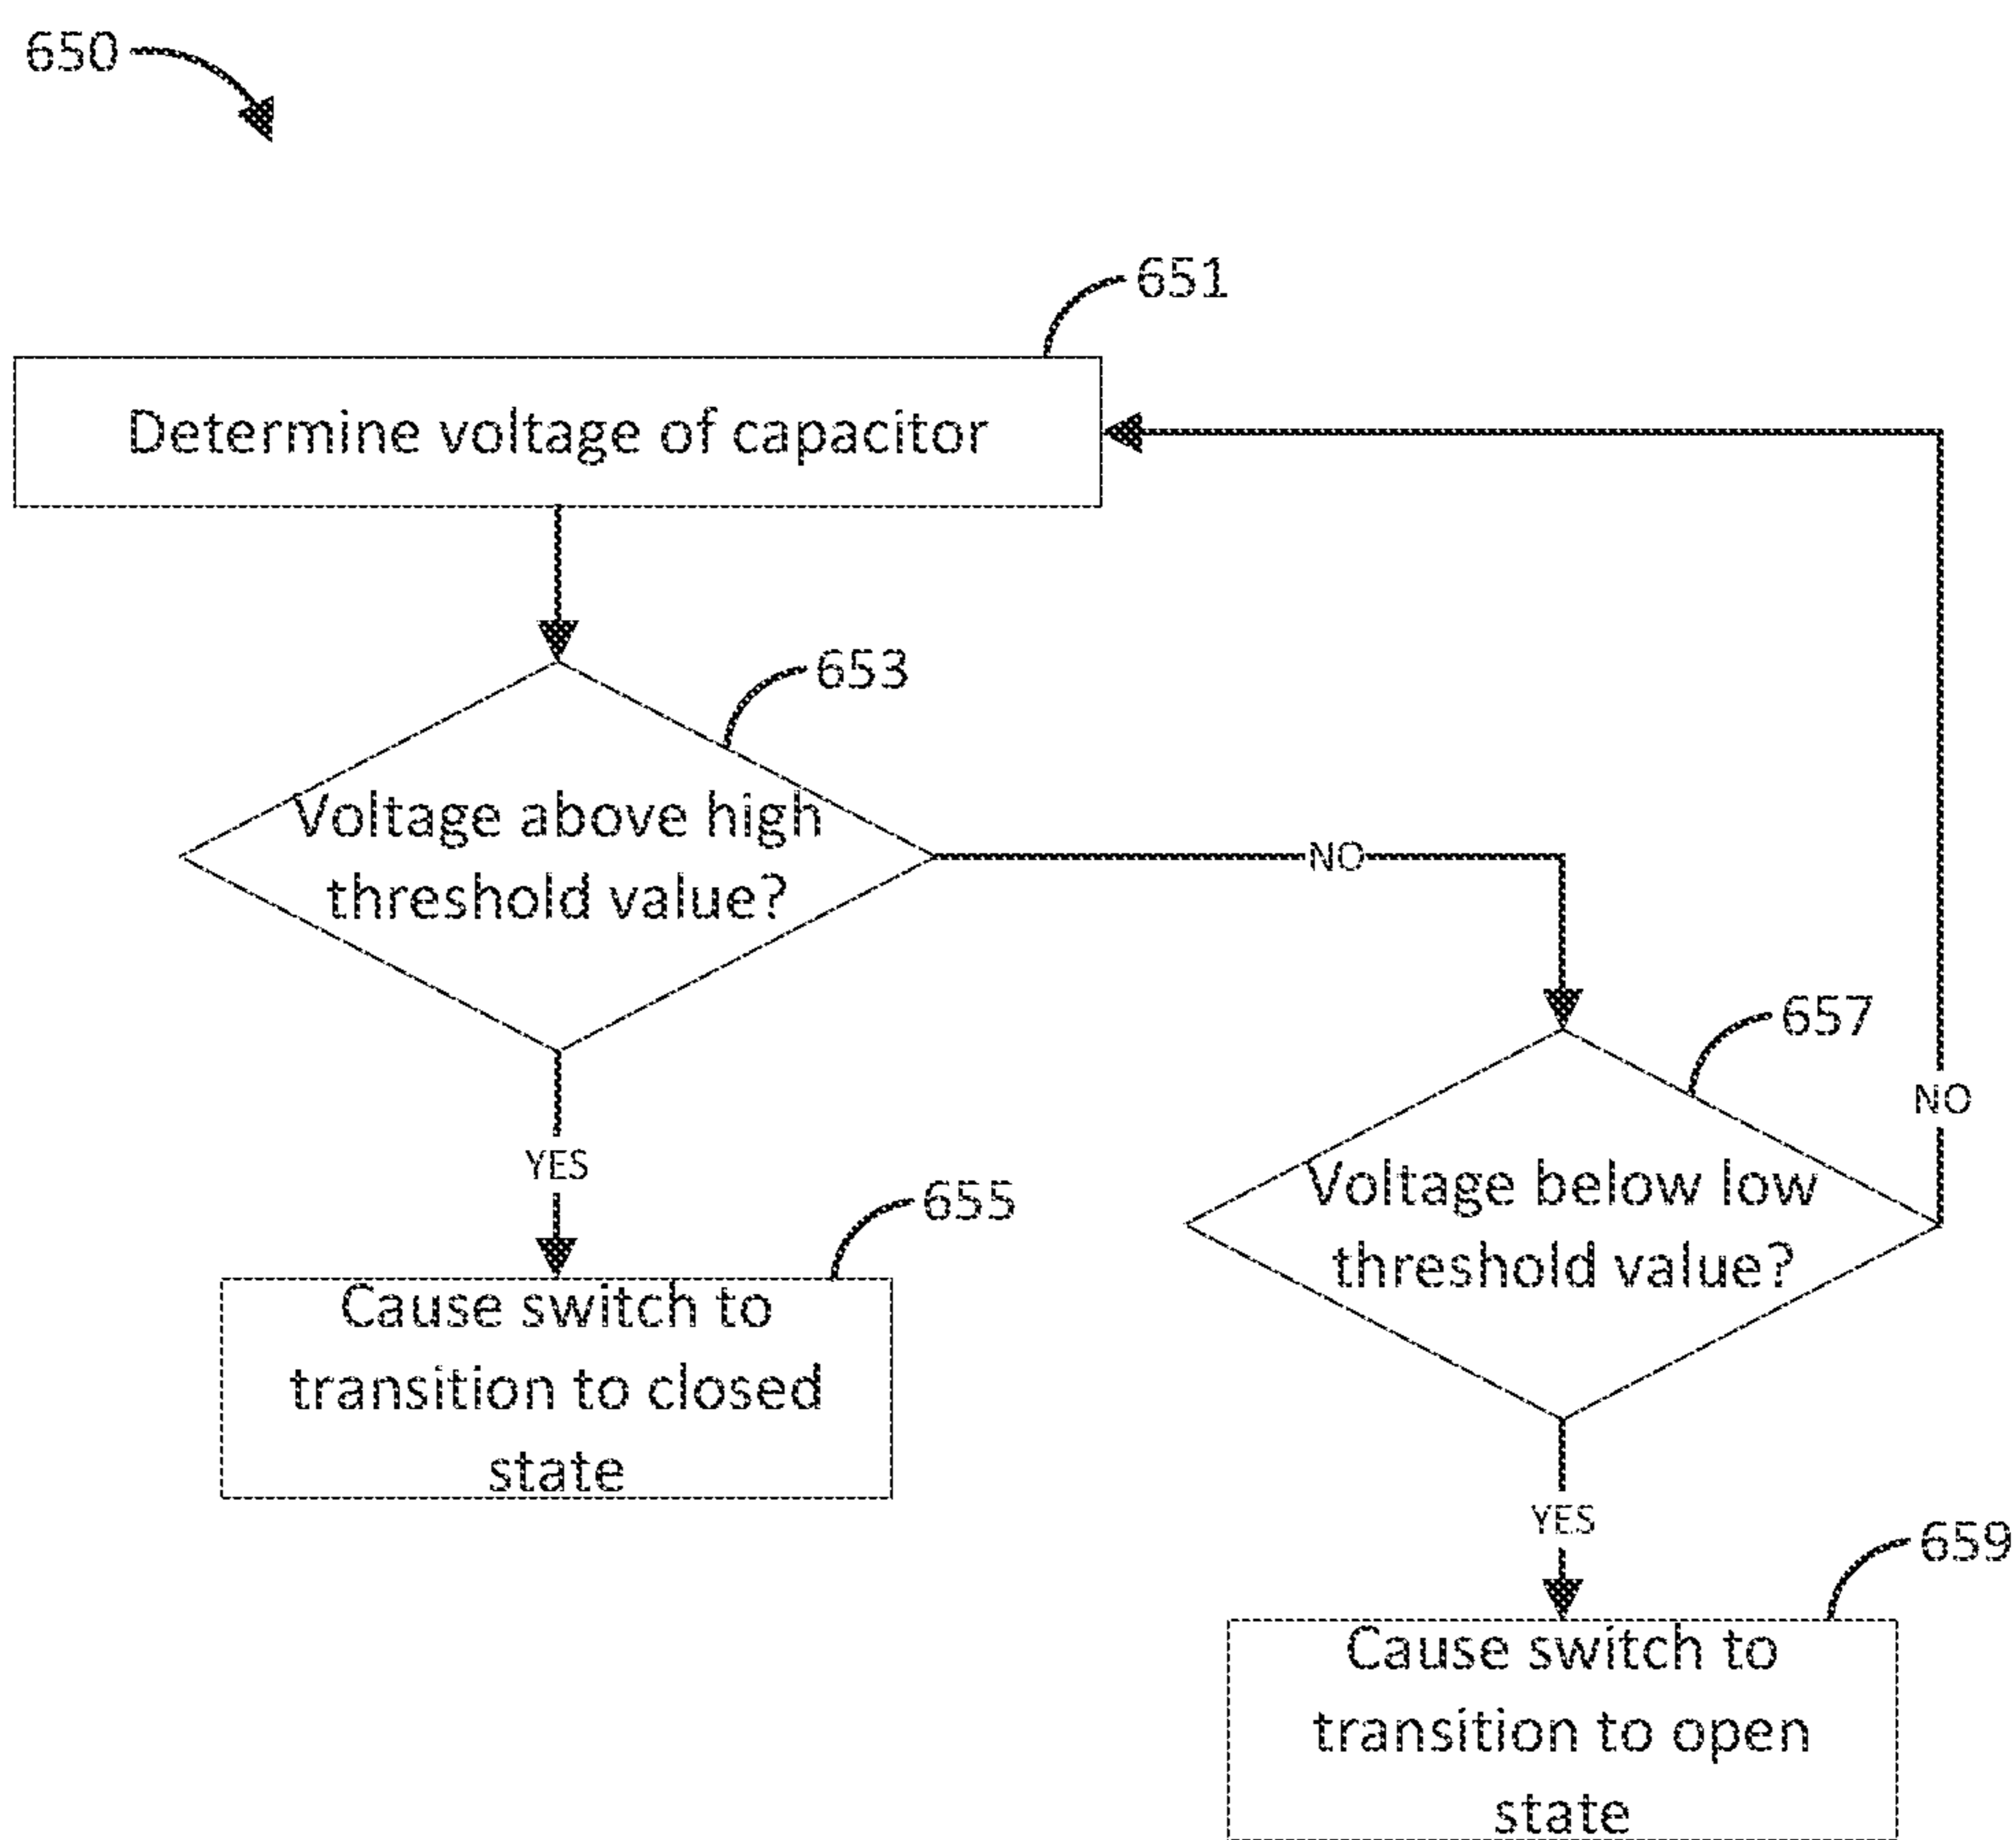 650
651
Determine voltage of capacitor
653
Voltage above high
threshold value?
NO
657
NO
YES
655
Voltage below low
threshold value?
Cause switch to
transition to closed
state
YES
659
Cause switch to
transition to open
state